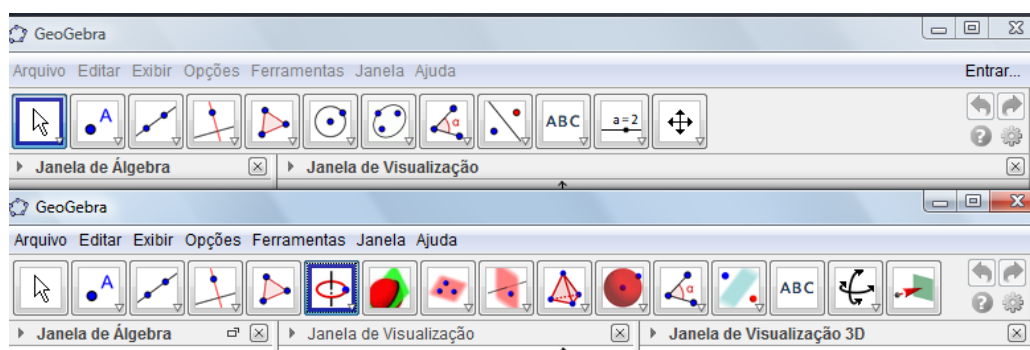 GeoGebra
Arquivo Editar Exibir Opções Ferramentas Janela Ajuda Entrar...
A α ABC a=2
Janela de Álgebra Janela de Visualização
GeoGebra
Arquivo Editar Exibir Opções Ferramentas Janela Ajuda
A α ABC
Janela de Álgebra Janela de Visualização Janela de Visualização 3D